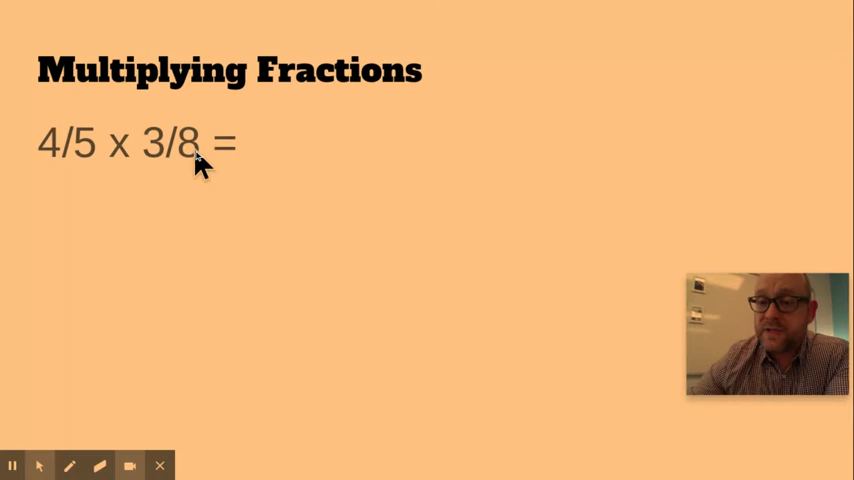 Multiplying Fractions
4/5 x 3/8 =